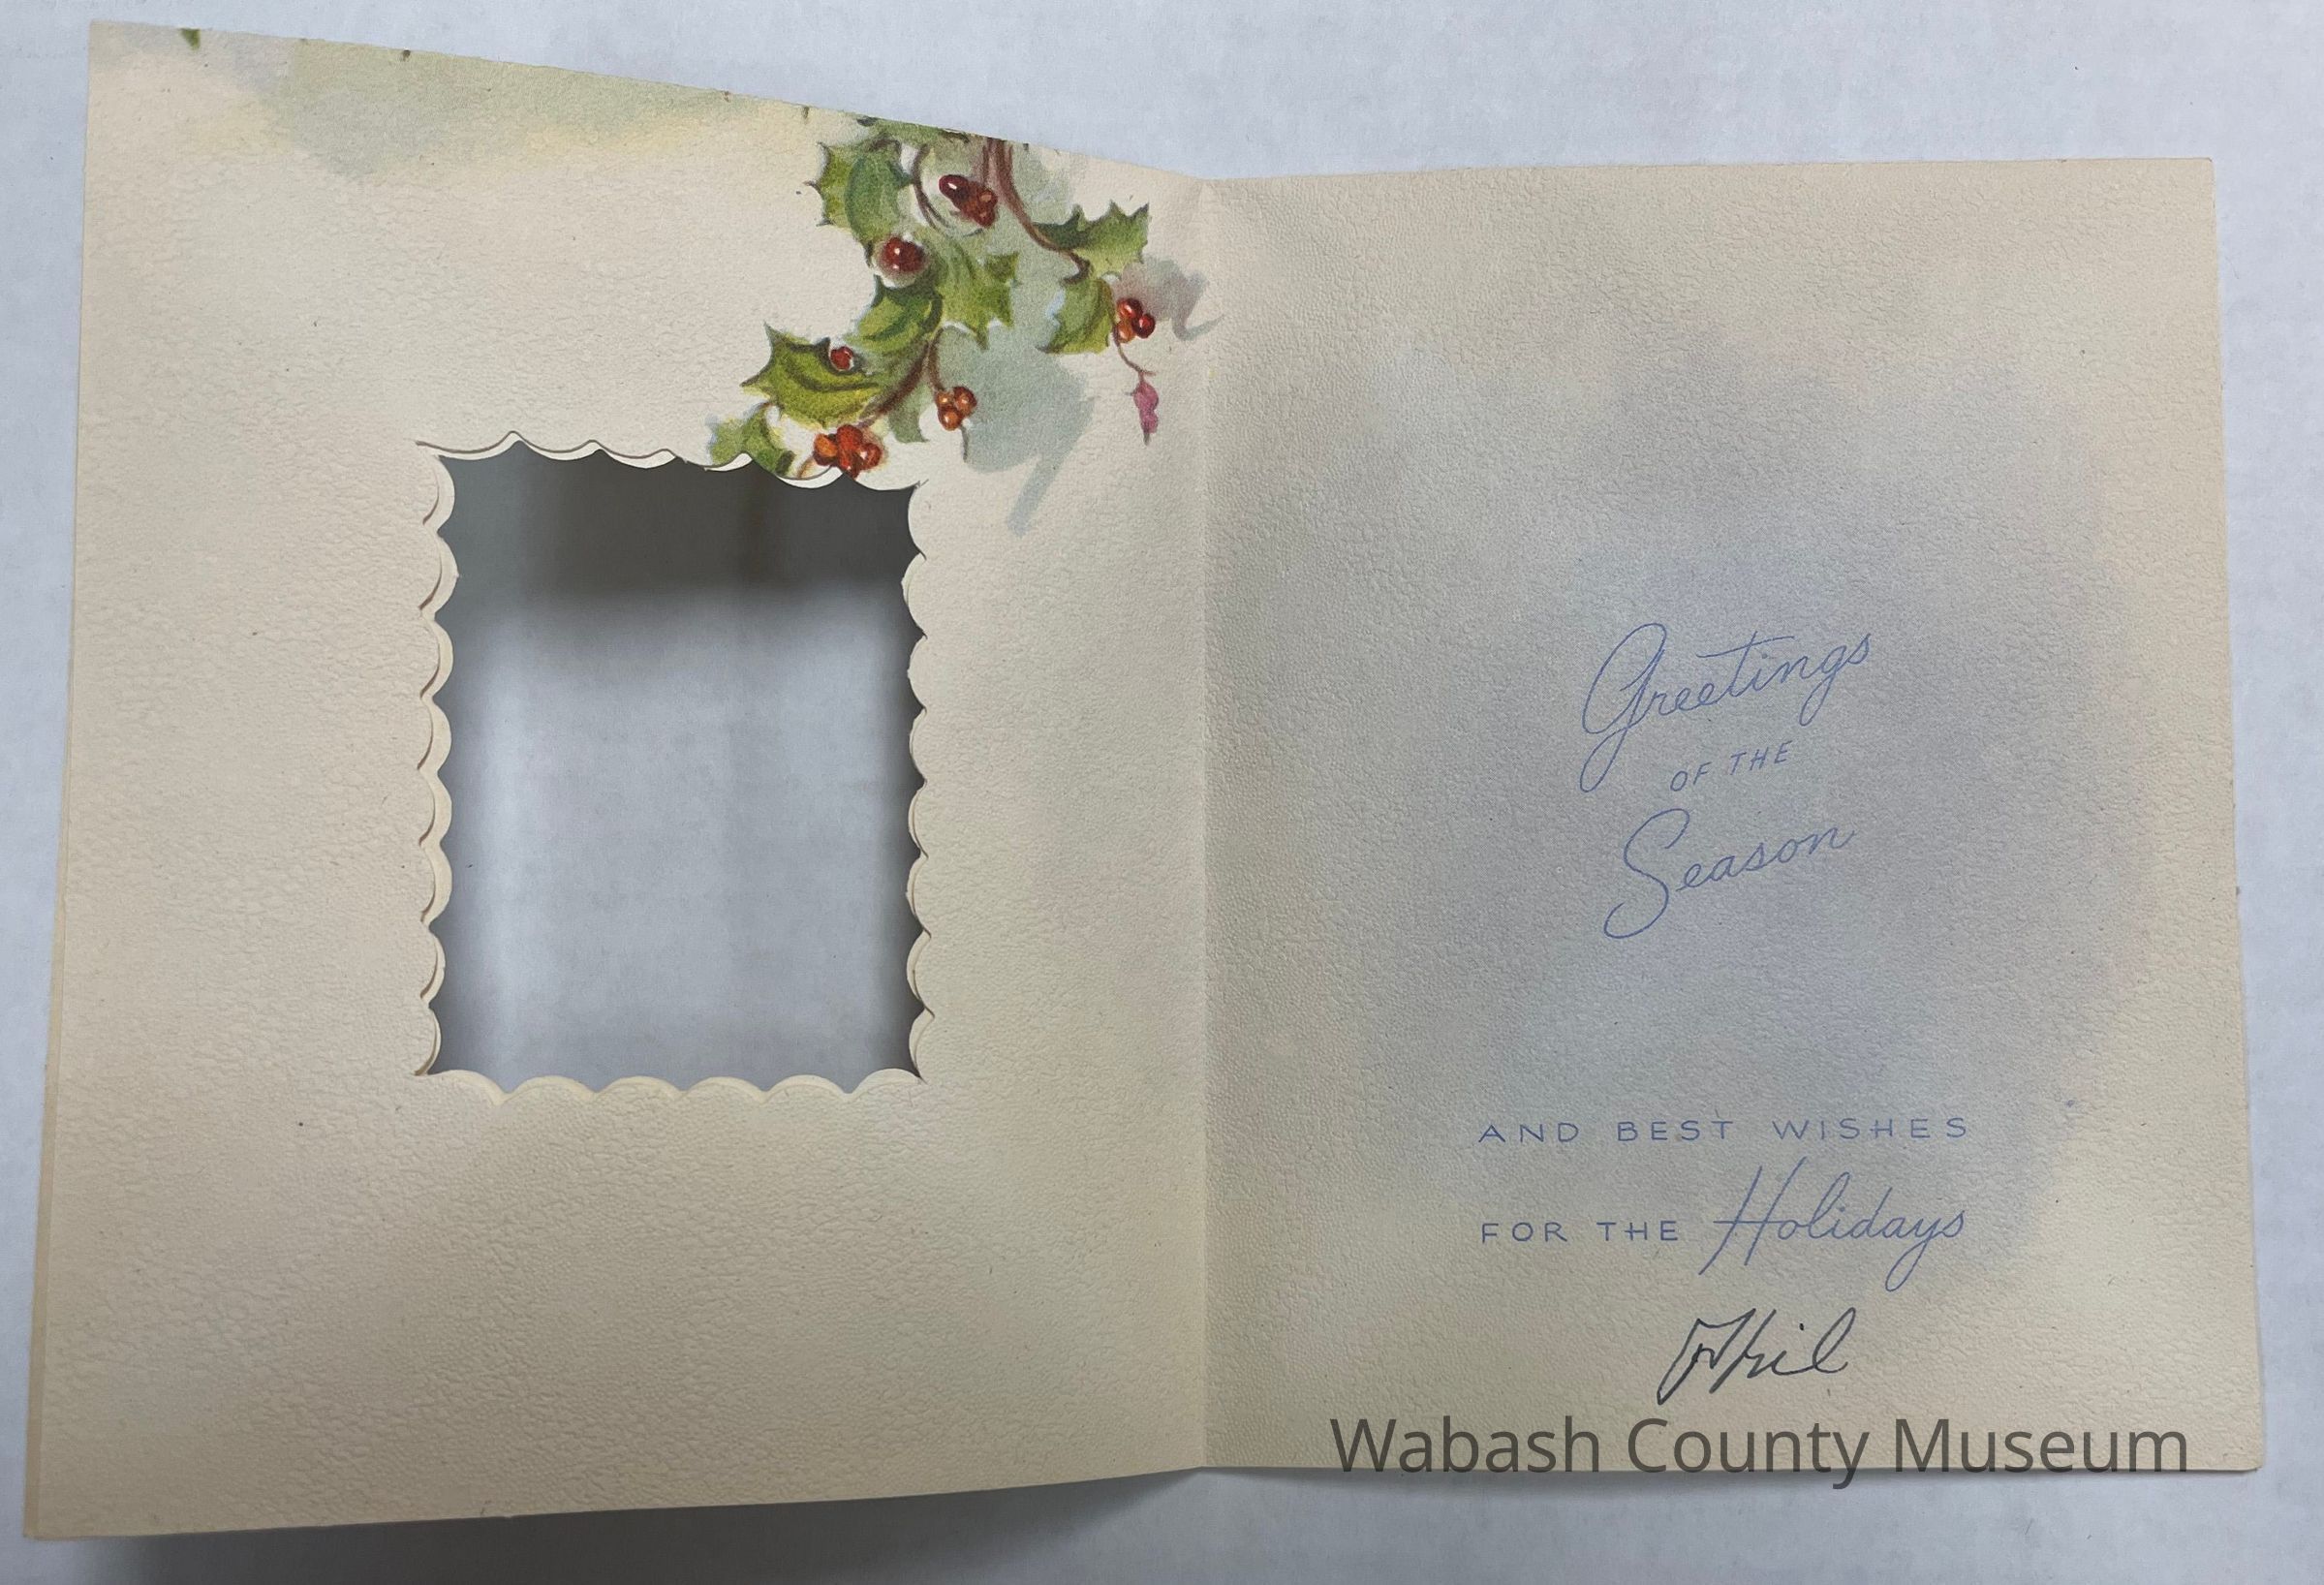 Greetings
OF THE
Season
AND BEST WISHES
FOR THE Holidays
Phil
Wabash County Museum